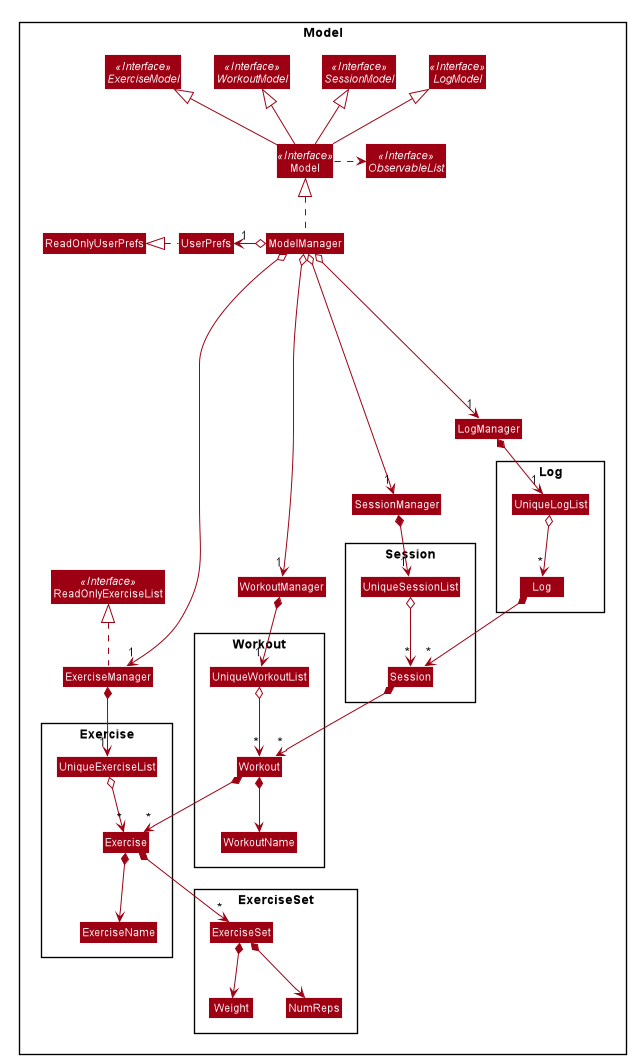 Model
«Interface»
ExerciseModel
«Interface»
WorkoutModel
«Interface»
SessionModel
«Interface»
LogModel
«Interface»
Model
«Interface»
ObservableList
ReadOnlyUserPrefs
UserPrefs
1
ModelManager
1
LogManager
Log
1
UniqueLogList
1
SessionManager
Session
«Interface»
ReadOnlyExerciseList
1
WorkoutManager
1
UniqueSessionList
*
Log
Workout
1
ExerciseManager
1
UniqueWorkoutList
*
*
Session
Exercise
1
UniqueExerciseList
*
*
Workout
*
*
Exercise
WorkoutName
ExerciseSet
*
ExerciseName
ExerciseSet
Weight
NumReps